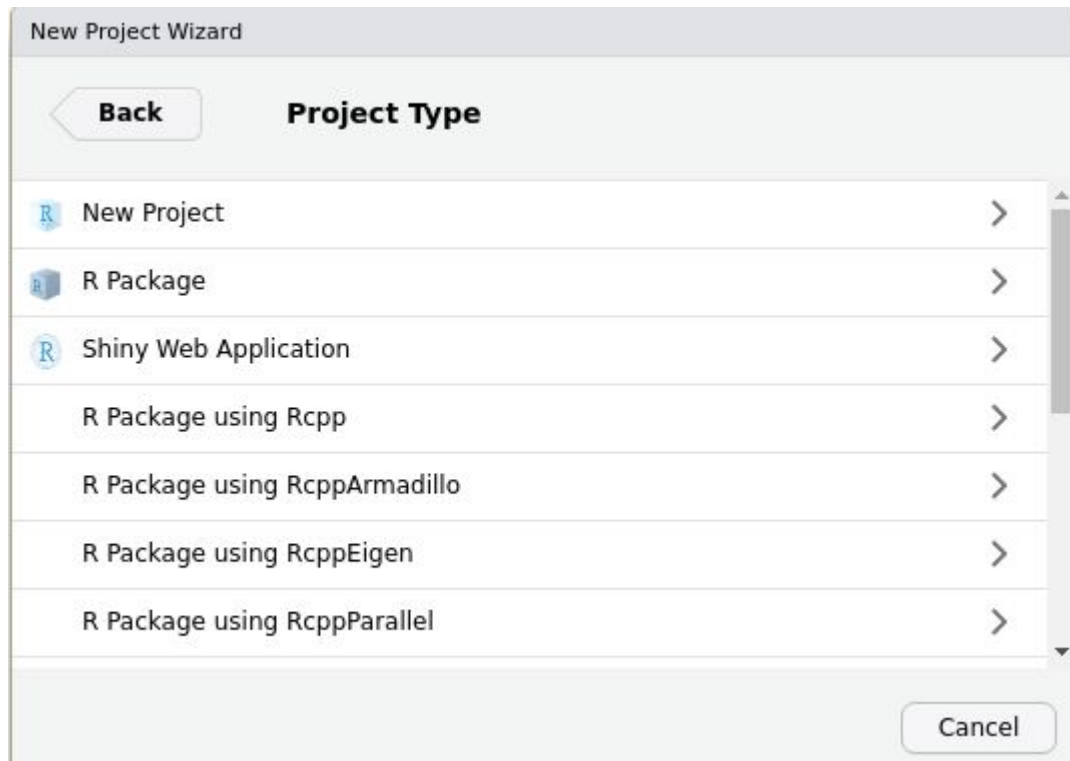 New Project Wizard
Back
Project Type
R New Project
R R Package
R Shiny Web Application
R Package using Rcpp
R Package using RcppArmadillo
R Package using RcppEigen
R Package using RcppParallel
Cancel